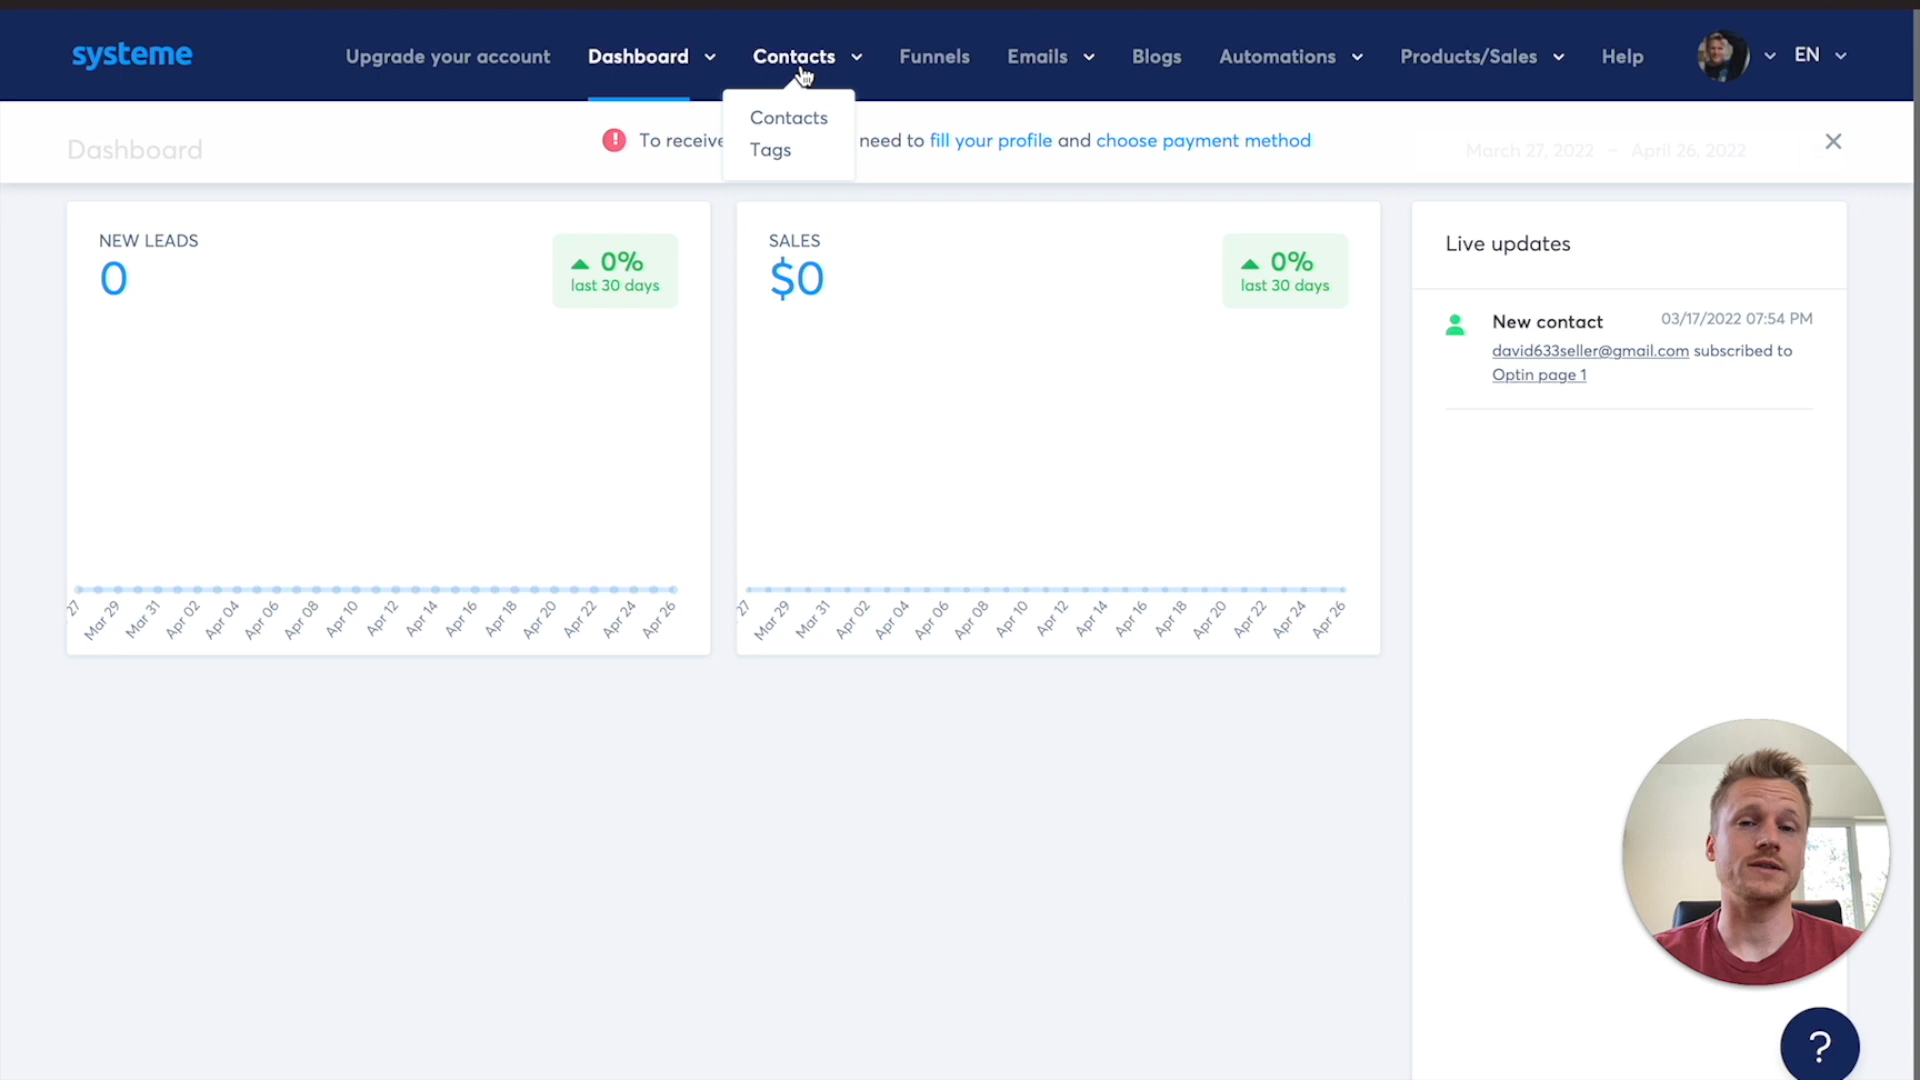 systeme
Upgrade your account
Dashboard
Contacts
Funnels
Emails
Blogs
Automations
Products/Sales
Help
EN
Contacts
Tags
Dashboard
To receive need to fill your profile and choose payment method
March 27, 2022 – April 26, 2022
NEW LEADS
0
0%
last 30 days
27 Mar 29 Mar 31 Apr 02 Apr 04 Apr 06 Apr 08 Apr 10 Apr 12 Apr 14 Apr 16 Apr 18 Apr 20 Apr 22 Apr 24 Apr 26
SALES
$0
0%
last 30 days
27 Mar 29 Mar 31 Apr 02 Apr 04 Apr 06 Apr 08 Apr 10 Apr 12 Apr 14 Apr 16 Apr 18 Apr 20 Apr 22 Apr 24 Apr 26
Live updates
New contact
03/17/2022 07:54 PM
david633seller@gmail.com subscribed to
Optin page 1
?